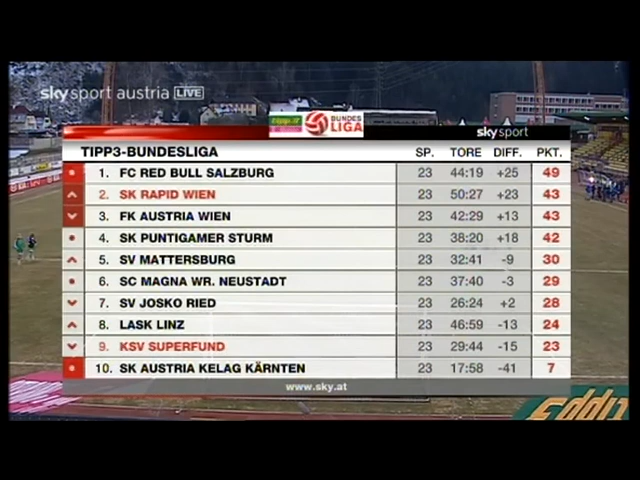 sky sport austria LIVE
tipp3 BUNDES LIGA sky sport
TIPP3-BUNDESLIGA SP. TORE DIFF. PKT.
1. FC RED BULL SALZBURG 23 44:19 +25 49
2. SK RAPID WIEN 23 50:27 +23 43
3. FK AUSTRIA WIEN 23 42:29 +13 43
4. SK PUNTIGAMER STURM 23 38:20 +18 42
5. SV MATTERSBURG 23 32:41 -9 30
6. SC MAGNA WR. NEUSTADT 23 37:40 -3 29
7. SV JOSKO RIED 23 26:24 +2 28
8. LASK LINZ 23 46:59 -13 24
9. KSV SUPERFUND 23 29:44 -15 23
10. SK AUSTRIA KELAG KÄRNTEN 23 17:58 -41 7
www.sky.at